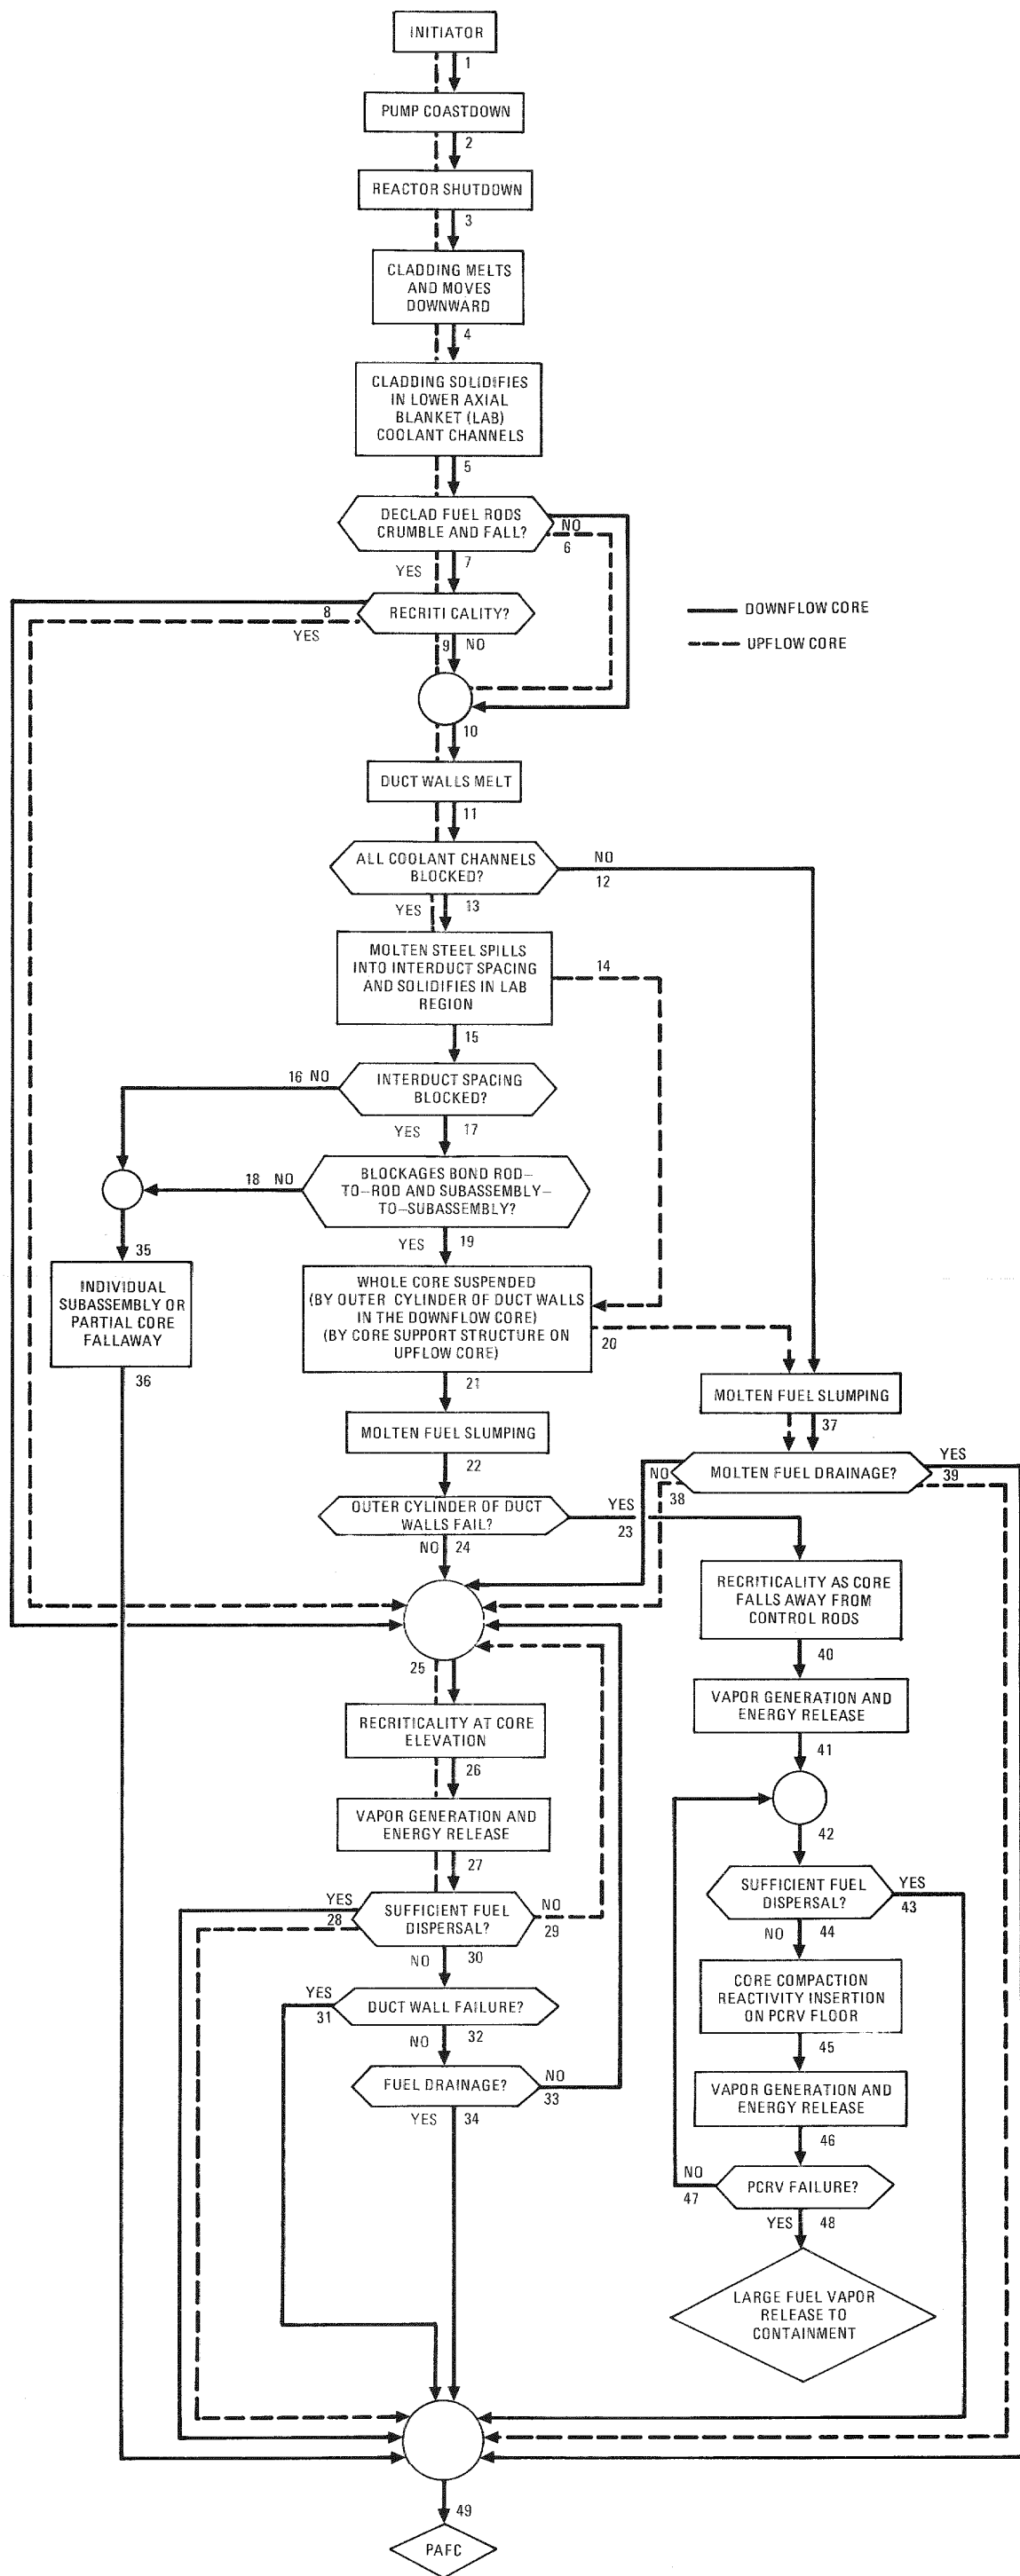 INITIATOR
1
PUMP COASTDOWN
2
REACTOR SHUTDOWN
3
CLADDING MELTS
AND MOVES
DOWNWARD
4
CLADDING SOLIDIFIES
IN LOWER AXIAL
BLANKET (LAB)
COOLANT CHANNELS
5
DECLAD FUEL RODS
CRUMBLE AND FALL?
NO
6
7
YES
RECRITI CALITY?
8
YES
9 NO
DOWNFLOW CORE
UPFLOW CORE
10
DUCT WALLS MELT
11
ALL COOLANT CHANNELS
BLOCKED?
NO
12
YES 13
MOLTEN STEEL SPILLS
INTO INTERDUCT SPACING
AND SOLIDIFIES IN LAB
REGION
14
15
INTERDUCT SPACING
BLOCKED?
16 NO
YES 17
BLOCKAGES BOND ROD–
TO–ROD AND SUBASSEMBLY–
TO–SUBASSEMBLY?
18 NO
YES 19
35
INDIVIDUAL
SUBASSEMBLY OR
PARTIAL CORE
FALLAWAY
36
WHOLE CORE SUSPENDED
(BY OUTER CYLINDER OF DUCT WALLS
IN THE DOWNFLOW CORE)
(BY CORE SUPPORT STRUCTURE ON
UPFLOW CORE)
20
21
MOLTEN FUEL SLUMPING
37
MOLTEN FUEL SLUMPING
22
MOLTEN FUEL DRAINAGE?
NO
38
YES
39
OUTER CYLINDER OF DUCT
WALLS FAIL?
YES
23
NO 24
RECRITICALITY AS CORE
FALLS AWAY FROM
CONTROL RODS
40
25
VAPOR GENERATION AND
ENERGY RELEASE
41
RECRITICALITY AT CORE
ELEVATION
26
42
VAPOR GENERATION AND
ENERGY RELEASE
27
SUFFICIENT FUEL
DISPERSAL?
YES
43
NO 44
YES
28
SUFFICIENT FUEL
DISPERSAL?
NO
29
NO 30
CORE COMPACTION
REACTIVITY INSERTION
ON PCRV FLOOR
45
YES
31
DUCT WALL FAILURE?
NO 32
FUEL DRAINAGE?
NO
33
YES 34
VAPOR GENERATION AND
ENERGY RELEASE
46
NO
47
PCRV FAILURE?
YES 48
LARGE FUEL VAPOR
RELEASE TO
CONTAINMENT
49
PAFC